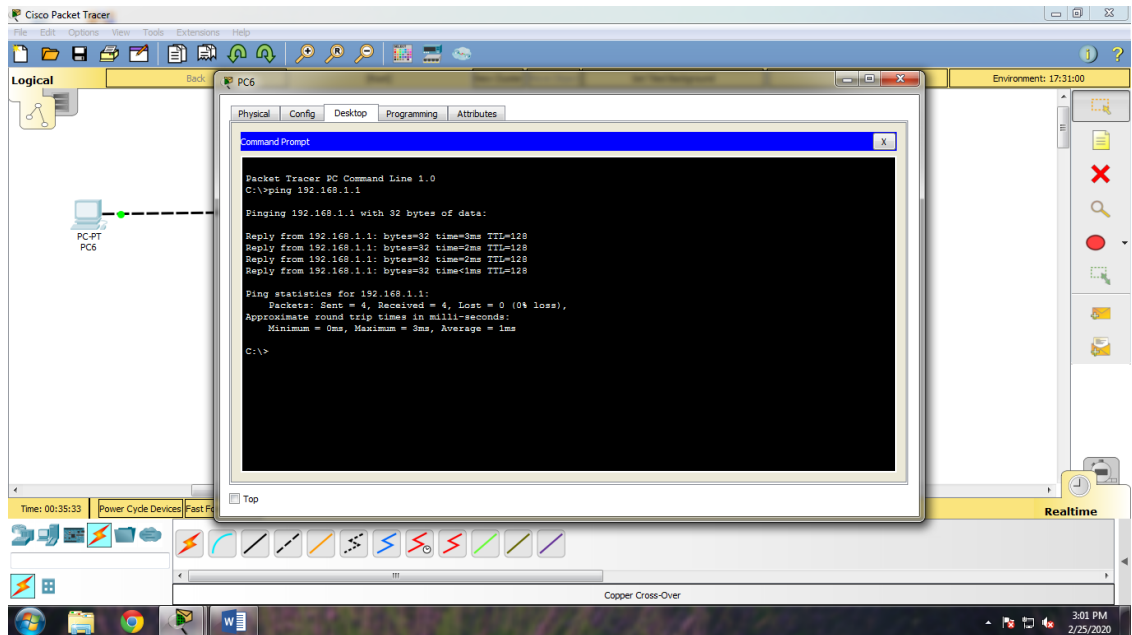 Cisco Packet Tracer
File Edit Options View Tools Extensions Help
Logical
Back
Environment: 17:31:00
PC6
Physical Config Desktop Programming Attributes
Command Prompt
X
Packet Tracer PC Command Line 1.0
C:\>ping 192.168.1.1
Pinging 192.168.1.1 with 32 bytes of data:
Reply from 192.168.1.1: bytes=32 time=3ms TTL=128
Reply from 192.168.1.1: bytes=32 time=2ms TTL=128
Reply from 192.168.1.1: bytes=32 time=2ms TTL=128
Reply from 192.168.1.1: bytes=32 time<1ms TTL=128
Ping statistics for 192.168.1.1:
Packets: Sent = 4, Received = 4, Lost = 0 (0% loss),
Approximate round trip times in milli-seconds:
Minimum = 0ms, Maximum = 3ms, Average = 1ms
C:\>
PC-PT
PC6
Top
Time: 00:35:33 Power Cycle Devices Fast Fo
Realtime
Copper Cross-Over
3:01 PM
2/25/2020